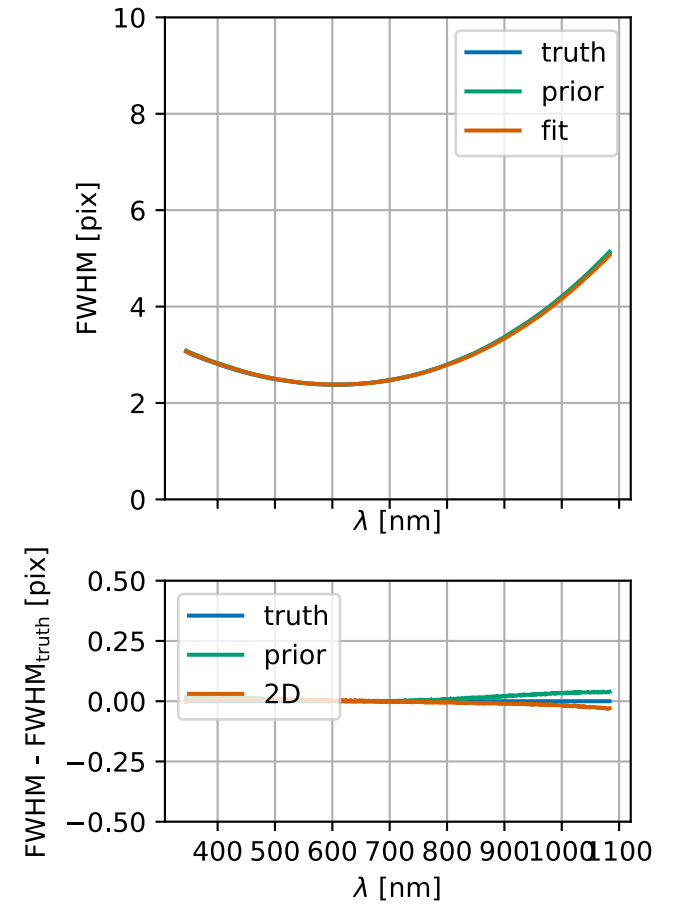 10
8
6
4
2
0
FWHM [pix]
truth
prior
fit
λ [nm]
0.50
0.25
0.00
−0.25
−0.50
FWHM - FWHM_truth [pix]
truth
prior
2D
400 500 600 700 800 900 1000 1100
λ [nm]